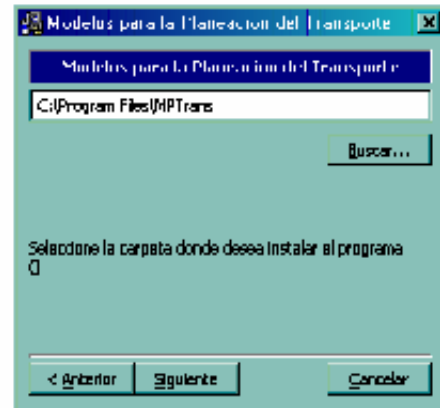 Modelos para la Planeacion del Transporte
Modelos para la Planeacion del Transporte
C:\Program Files\MPTrans
Buscar...
Seleccione la carpeta donde desea instalar el programa
< Anterior
Siguiente
Cancelar